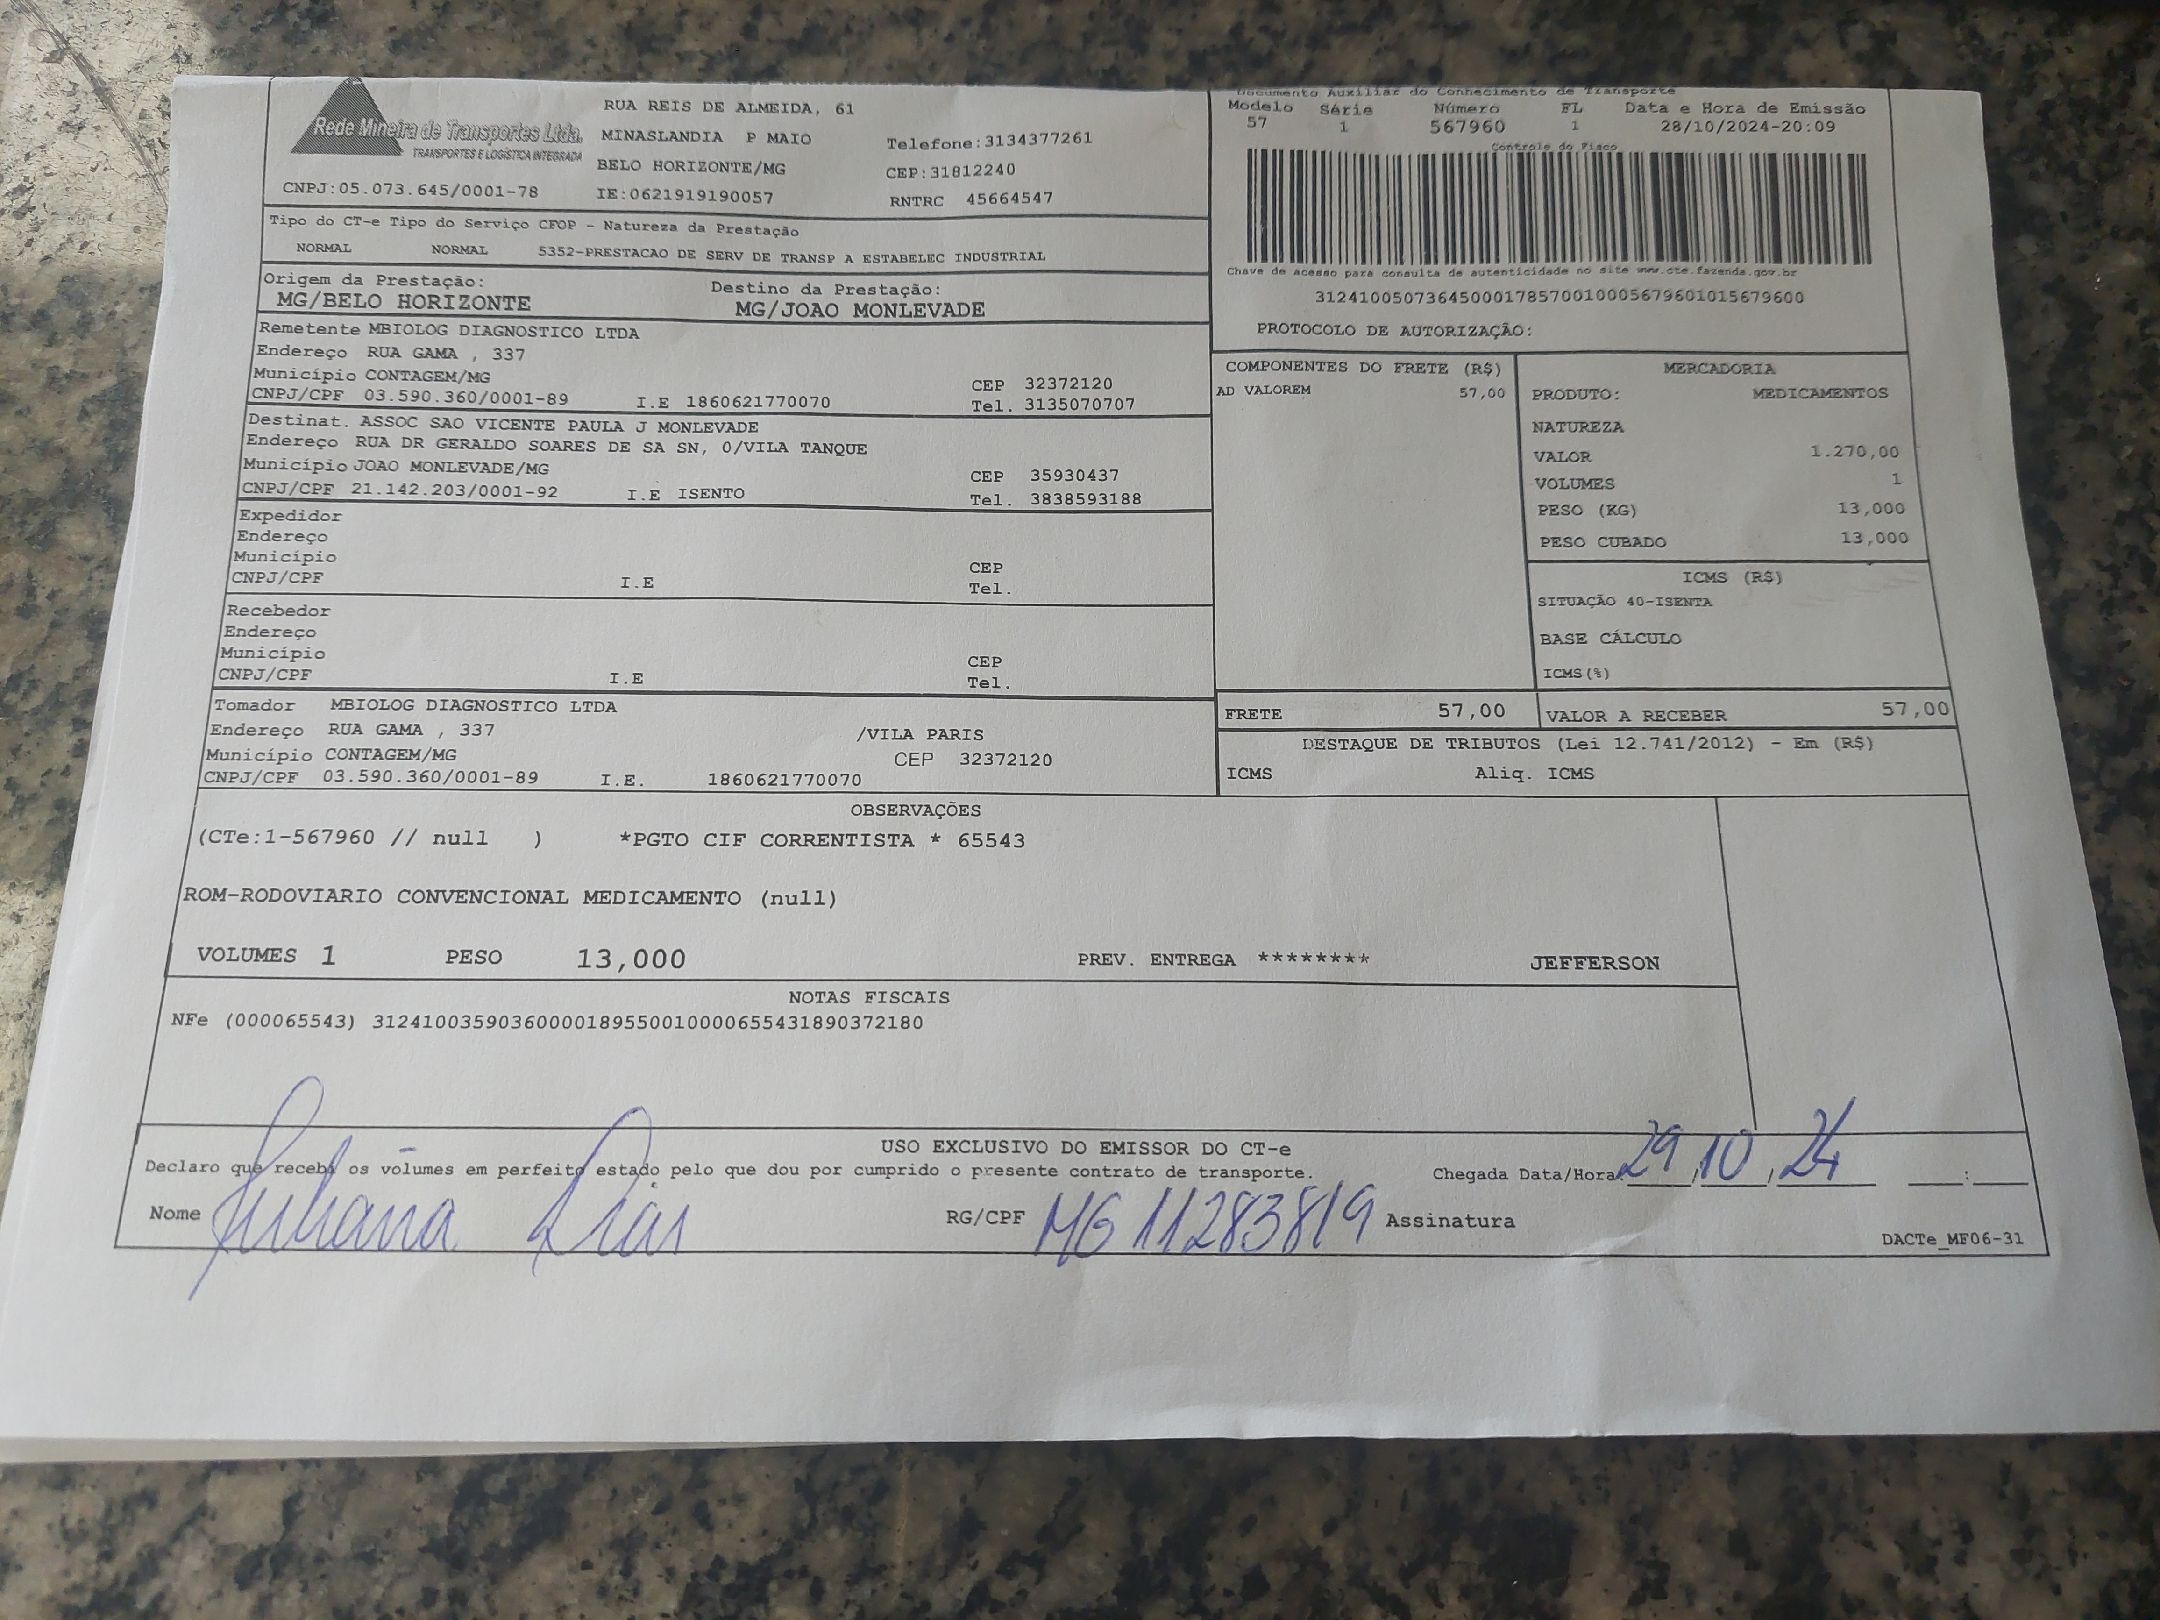 Rede Mineira de Transportes Ltda.
TRANSPORTES E LOGÍSTICA INTEGRADA
CNPJ:05.073.645/0001-78
RUA REIS DE ALMEIDA, 61
MINASLANDIA P MAIO
BELO HORIZONTE/MG
IE:0621919190057
Telefone:3134377261
CEP:31812240
RNTRC 45664547
Documento Auxiliar do Conhecimento de Transporte
Modelo Série Número FL Data e Hora de Emissão
57 1 567960 1 28/10/2024-20:09
Controle do Fisco
Chave de acesso para consulta de autenticidade no site www.cte.fazenda.gov.br
31241005073645000178570010005679601015679600
PROTOCOLO DE AUTORIZAÇÃO:
Tipo do CT-e Tipo do Serviço CFOP - Natureza da Prestação
NORMAL NORMAL 5352-PRESTACAO DE SERV DE TRANSP A ESTABELEC INDUSTRIAL
Origem da Prestação: Destino da Prestação:
MG/BELO HORIZONTE MG/JOAO MONLEVADE
Remetente MBIOLOG DIAGNOSTICO LTDA
Endereço RUA GAMA , 337
Município CONTAGEM/MG CEP 32372120
CNPJ/CPF 03.590.360/0001-89 I.E 1860621770070 Tel. 3135070707
Destinat. ASSOC SAO VICENTE PAULA J MONLEVADE
Endereço RUA DR GERALDO SOARES DE SA SN, 0/VILA TANQUE
Município JOAO MONLEVADE/MG CEP 35930437
CNPJ/CPF 21.142.203/0001-92 I.E ISENTO Tel. 3838593188
Expedidor
Endereço
Município CEP
CNPJ/CPF I.E Tel.
Recebedor
Endereço
Município CEP
CNPJ/CPF I.E Tel.
Tomador MBIOLOG DIAGNOSTICO LTDA
Endereço RUA GAMA , 337 /VILA PARIS
Município CONTAGEM/MG CEP 32372120
CNPJ/CPF 03.590.360/0001-89 I.E. 1860621770070
COMPONENTES DO FRETE (R$)
AD VALOREM 57,00
MERCADORIA
PRODUTO: MEDICAMENTOS
NATUREZA
VALOR 1.270,00
VOLUMES 1
PESO (KG) 13,000
PESO CUBADO 13,000
ICMS (R$)
SITUAÇÃO 40-ISENTA
BASE CÁLCULO
ICMS(%)
FRETE 57,00 VALOR A RECEBER 57,00
DESTAQUE DE TRIBUTOS (Lei 12.741/2012) - Em (R$)
ICMS Aliq. ICMS
OBSERVAÇÕES
(CTe:1-567960 // null ) *PGTO CIF CORRENTISTA * 65543
ROM-RODOVIARIO CONVENCIONAL MEDICAMENTO (null)
VOLUMES 1 PESO 13,000 PREV. ENTREGA ******** JEFFERSON
NOTAS FISCAIS
NFe (000065543) 31241003590360000189550010000655431890372180
USO EXCLUSIVO DO EMISSOR DO CT-e
Declaro que recebi os volumes em perfeito estado pelo que dou por cumprido o presente contrato de transporte. Chegada Data/Hora 29/10/24 :
Nome Juliana Dias RG/CPF MG 11283819 Assinatura
DACTe_MF06-31